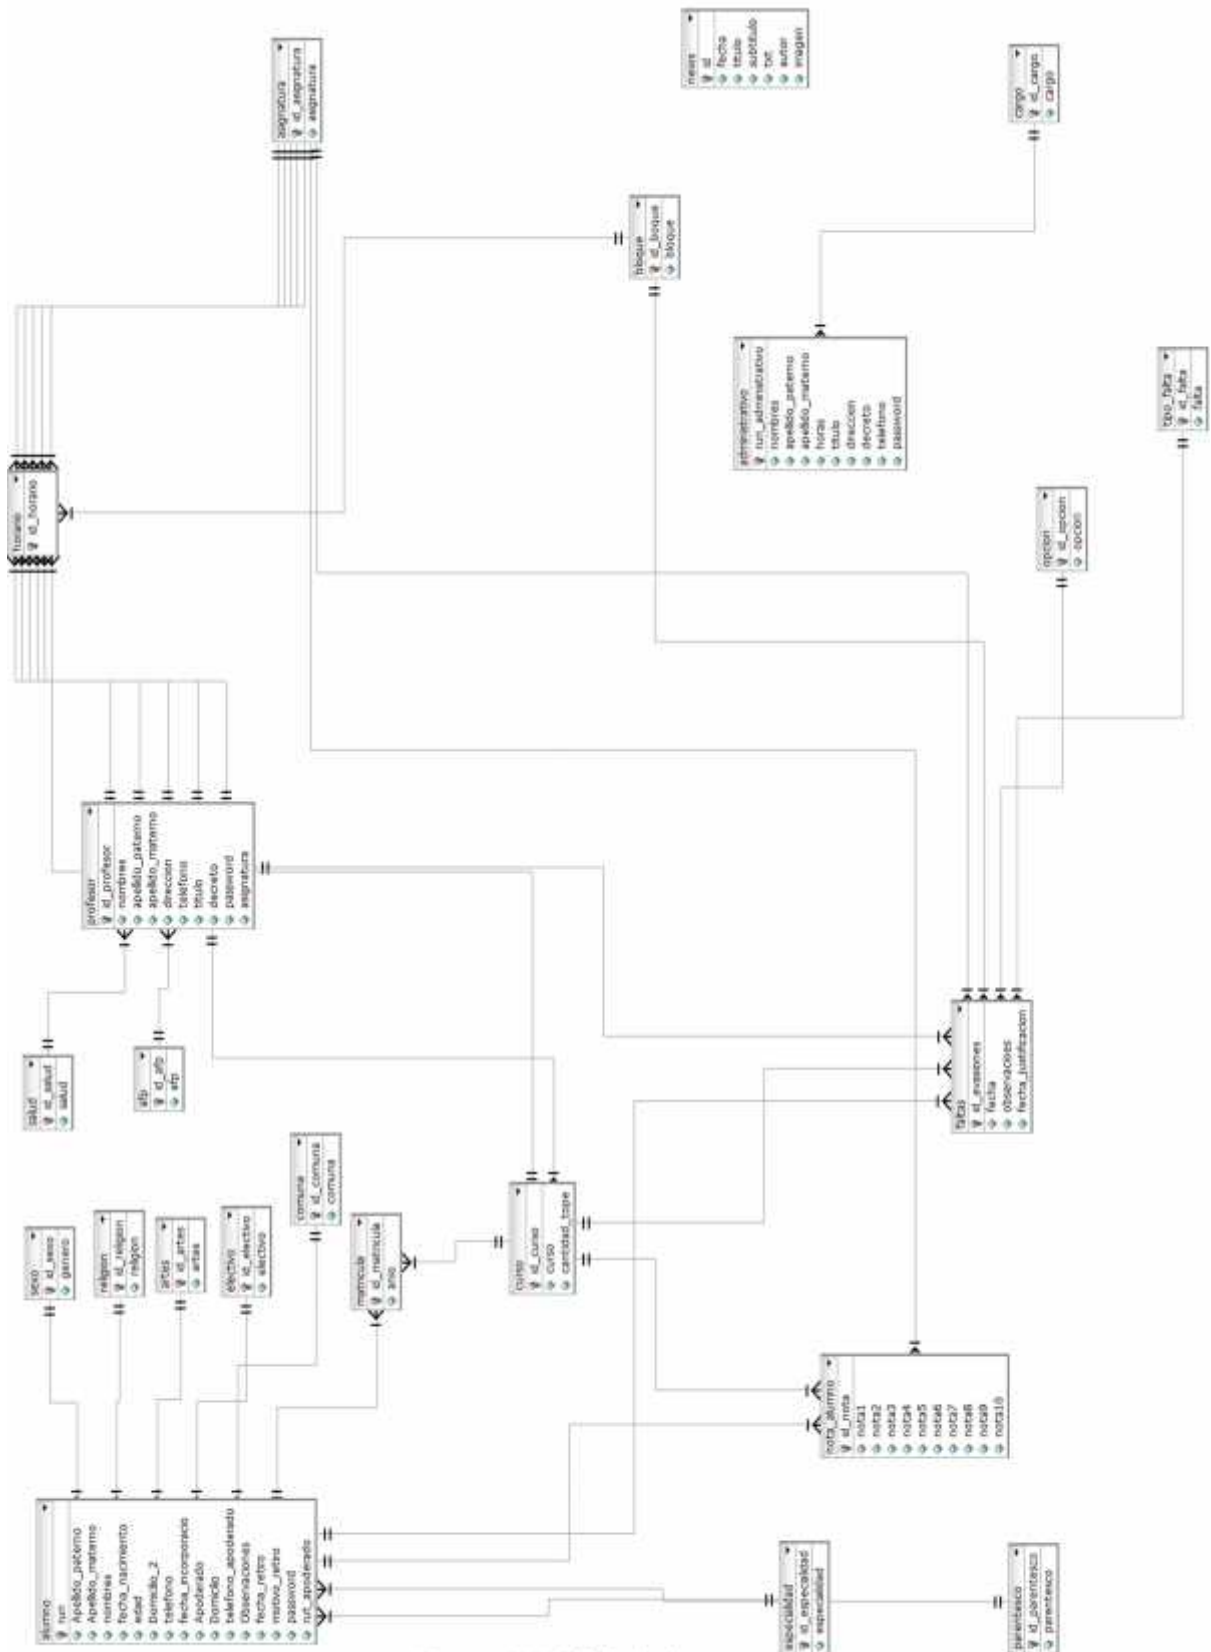 asignatura
id_asignatura
asignatura
news
id
fecha
titulo
subtitulo
txt
autor
imagen
cargo
id_cargo
cargo
bloque
id_boque
bloque
administrativo
run_administrativo
nombres
apellido_paterno
apellido_materno
horas
titulo
direccion
decreto
telefono
password
tipo_falta
id_falta
falta
horario
id_horario
opcion
id_opcion
opcion
profesor
id_profesor
nombres
apellido_paterno
apellido_materno
direccion
telefono
titulo
decreto
password
asignatura
salud
id_salud
salud
afp
id_afp
afp
faltas
id_evasiones
fecha
observaciones
fecha_justificacion
sexo
id_sexo
genero
religion
id_religion
religion
artes
id_artes
artes
electivo
id_electivo
electivo
comuna
id_comuna
comuna
matricula
id_matricula
anio
curso
id_curso
curso
cantidad_tope
nota_alumno
id_nota
nota1
nota2
nota3
nota4
nota5
nota6
nota7
nota8
nota9
nota10
alumno
run
Apellido_paterno
Apellido_materno
nombres
fecha_nacimiento
edad
Domicilio_2
telefono
fecha_incorporacio
Apoderado
Domicilio
telefono_apoderado
Observaciones
fecha_retiro
motivo_retiro
password
rut_apoderado
especialidad
id_especialidad
especialidad
parentesco
id_parentesco
parentesco